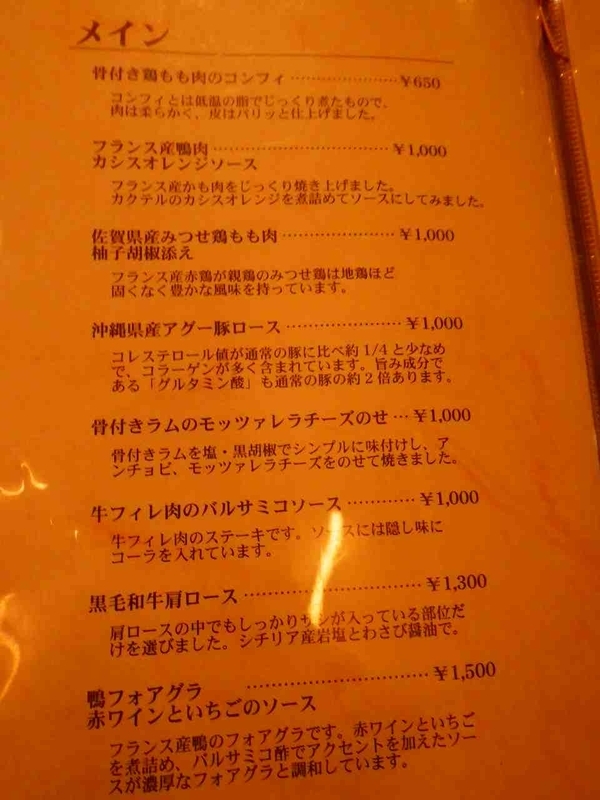 メイン
骨付き鶏もも肉のコンフィ ………………… ¥650
コンフィとは低温の脂でじっくり煮たもので、
肉は柔らかく、皮はパリッと仕上げました。
フランス産鴨肉 ………………………… ¥1,000
カシスオレンジソース
フランス産かも肉をじっくり焼き上げました。
カクテルのカシスオレンジを煮詰めてソースにしてみました。
佐賀県産みつせ鶏もも肉 ………………… ¥1,000
柚子胡椒添え
フランス産赤鶏が親鶏のみつせ鶏は地鶏ほど
固くなく豊かな風味を持っています。
沖縄県産アグー豚ロース ………………… ¥1,000
コレステロール値が通常の豚に比べ約 1/4 と少なめ
で、コラーゲンが多く含まれています。旨み成分で
ある「グルタミン酸」も通常の豚の約 2 倍あります。
骨付きラムのモッツァレラチーズのせ … ¥1,000
骨付きラムを塩・黒胡椒でシンプルに味付けし、ア
ンチョビ、モッツァレラチーズをのせて焼きました。
牛フィレ肉のバルサミコソース ………… ¥1,000
牛フィレ肉のステーキです。ソースには隠し味に
コーラを入れています。
黒毛和牛肩ロース ………………………… ¥1,300
肩ロースの中でもしっかりサシが入っている部位だ
けを選びました。シチリア産岩塩とわさび醤油で。
鴨フォアグラ ………………………… ¥1,500
赤ワインといちごのソース
フランス産鴨のフォアグラです。赤ワインといちご
を煮詰め、バルサミコ酢でアクセントを加えたソー
スが濃厚なフォアグラと調和しています。